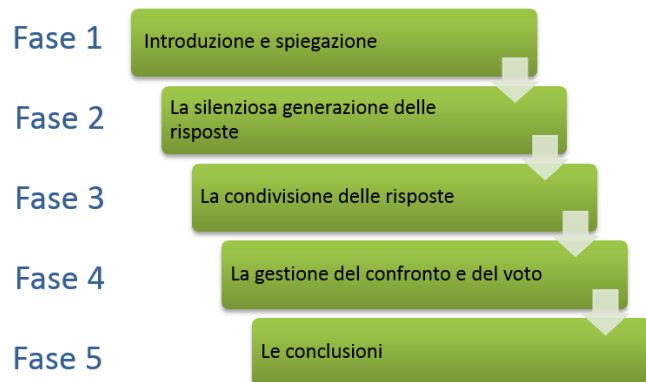 Fase 1
Introduzione e spiegazione
Fase 2
La silenziosa generazione delle
risposte
Fase 3
La condivisione delle risposte
Fase 4
La gestione del confronto e del voto
Fase 5
Le conclusioni